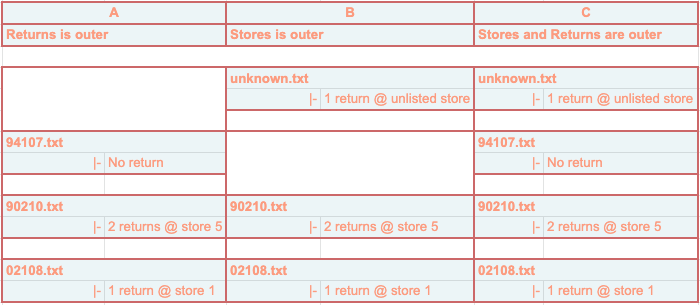 A B C
Returns is outer Stores is outer Stores and Returns are outer
unknown.txt unknown.txt
|- 1 return @ unlisted store |- 1 return @ unlisted store
94107.txt 94107.txt
|- No return |- No return
90210.txt 90210.txt 90210.txt
|- 2 returns @ store 5 |- 2 returns @ store 5 |- 2 returns @ store 5
02108.txt 02108.txt 02108.txt
|- 1 return @ store 1 |- 1 return @ store 1 |- 1 return @ store 1